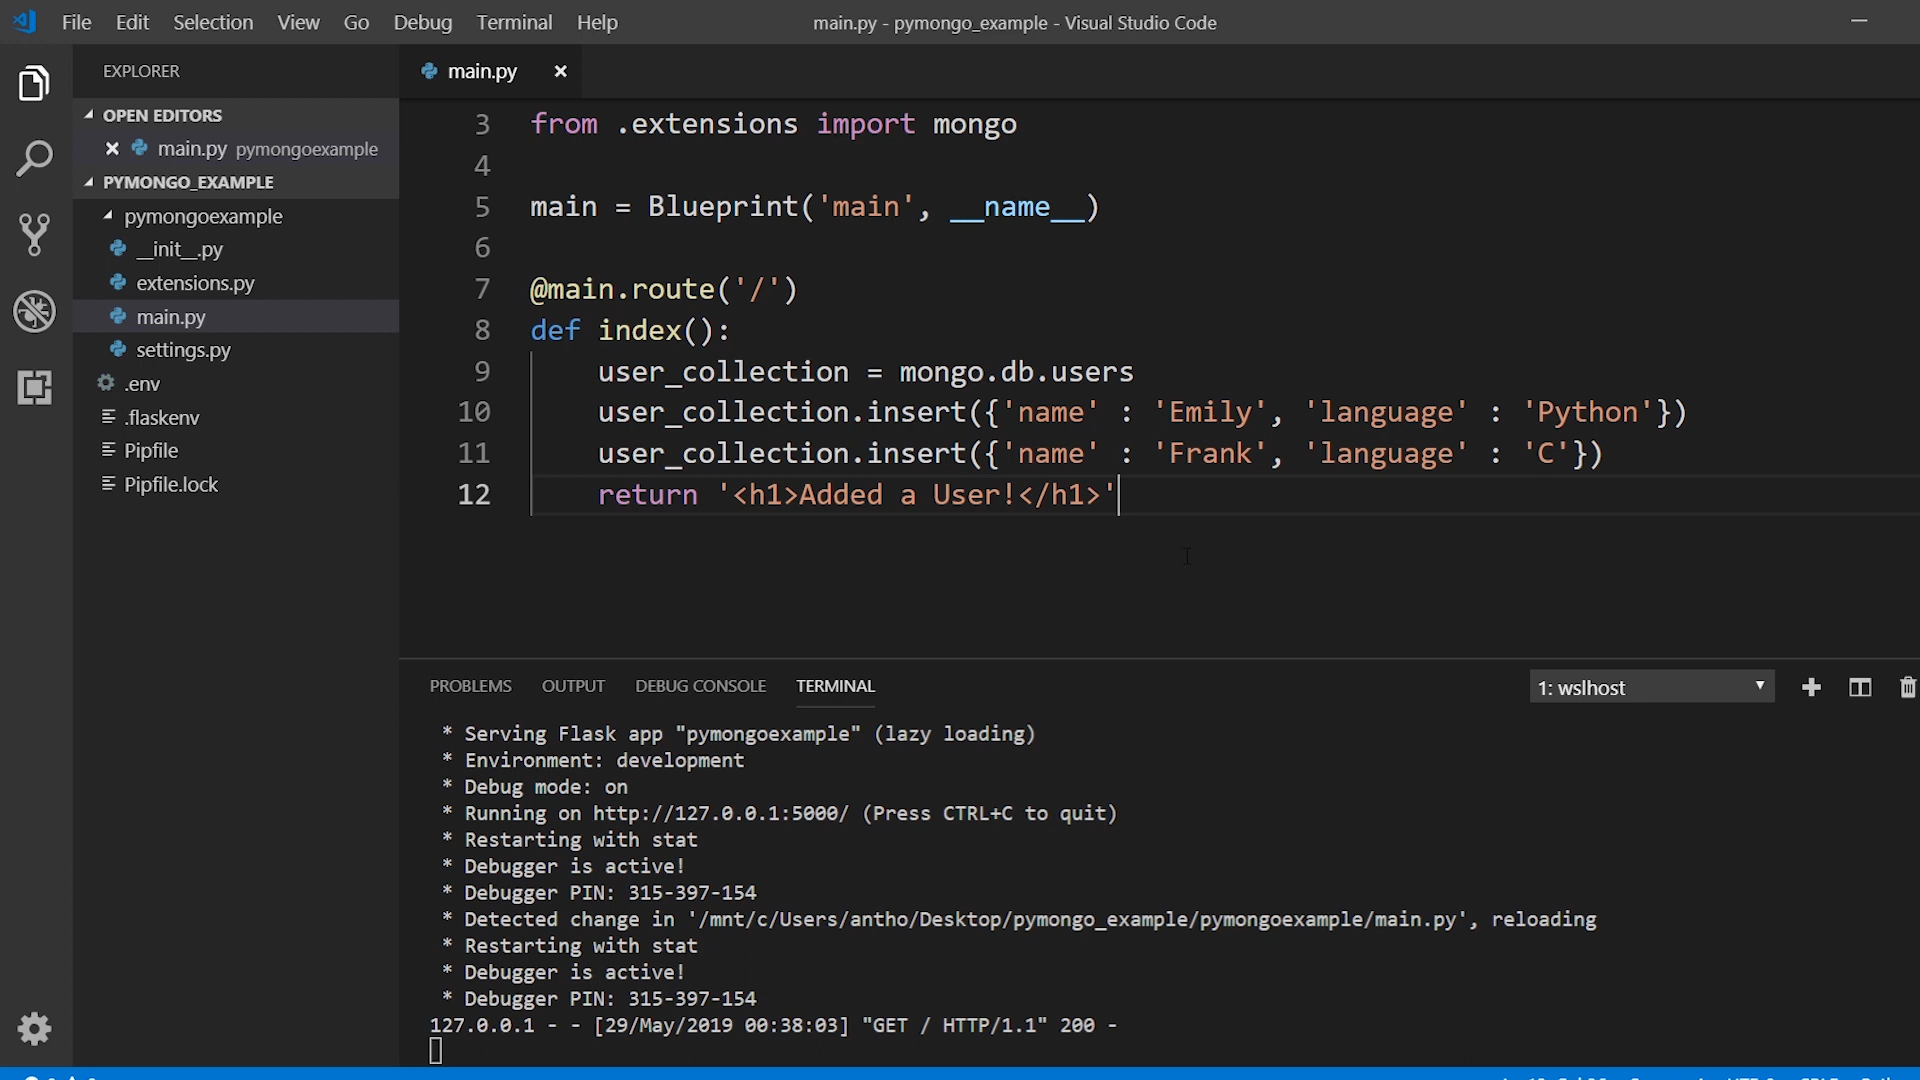 File Edit Selection View Go Debug Terminal Help
main.py - pymongo_example - Visual Studio Code
EXPLORER
OPEN EDITORS
main.py pymongoexample
PYMONGO_EXAMPLE
pymongoexample
__init__.py
extensions.py
main.py
settings.py
.env
.flaskenv
Pipfile
Pipfile.lock
main.py
3 from .extensions import mongo
4
5 main = Blueprint('main', __name__)
6
7 @main.route('/')
8 def index():
9 user_collection = mongo.db.users
10 user_collection.insert({'name' : 'Emily', 'language' : 'Python'})
11 user_collection.insert({'name' : 'Frank', 'language' : 'C'})
12 return '<h1>Added a User!</h1>'
PROBLEMS OUTPUT DEBUG CONSOLE TERMINAL
1: wslhost
* Serving Flask app "pymongoexample" (lazy loading)
* Environment: development
* Debug mode: on
* Running on http://127.0.0.1:5000/ (Press CTRL+C to quit)
* Restarting with stat
* Debugger is active!
* Debugger PIN: 315-397-154
* Detected change in '/mnt/c/Users/antho/Desktop/pymongo_example/pymongoexample/main.py', reloading
* Restarting with stat
* Debugger is active!
* Debugger PIN: 315-397-154
127.0.0.1 - - [29/May/2019 00:38:03] "GET / HTTP/1.1" 200 -